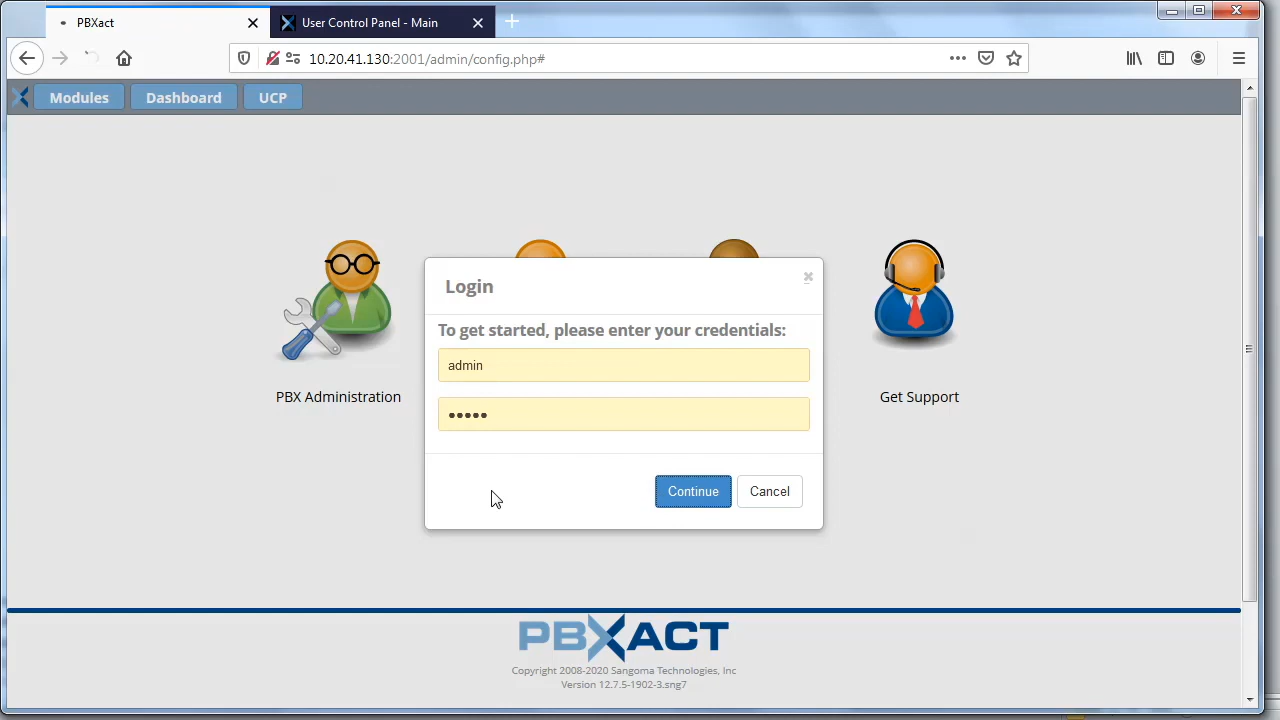 PBXact
User Control Panel - Main
10.20.41.130:2001/admin/config.php#
Modules
Dashboard
UCP
Login
To get started, please enter your credentials:
admin
•••••
Continue
Cancel
PBX Administration
Get Support
PBXACT
Copyright 2008-2020 Sangoma Technologies, Inc
Version 12.7.5-1902-3.sng7